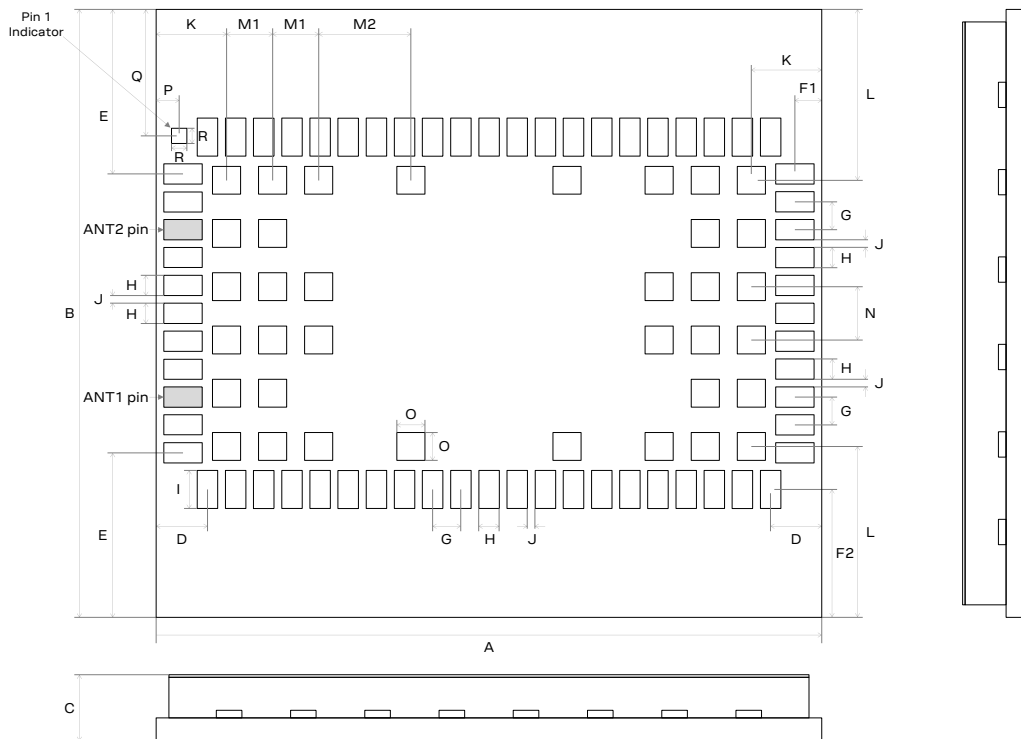 Pin 1
Indicator
K
M1
M1
M2
Q
P
E
R
R
K
F1
L
ANT2 pin
G
J
H
H
J
H
B
N
H
J
ANT1 pin
G
O
O
I
D
G
H
J
D
E
F2
L
A
C